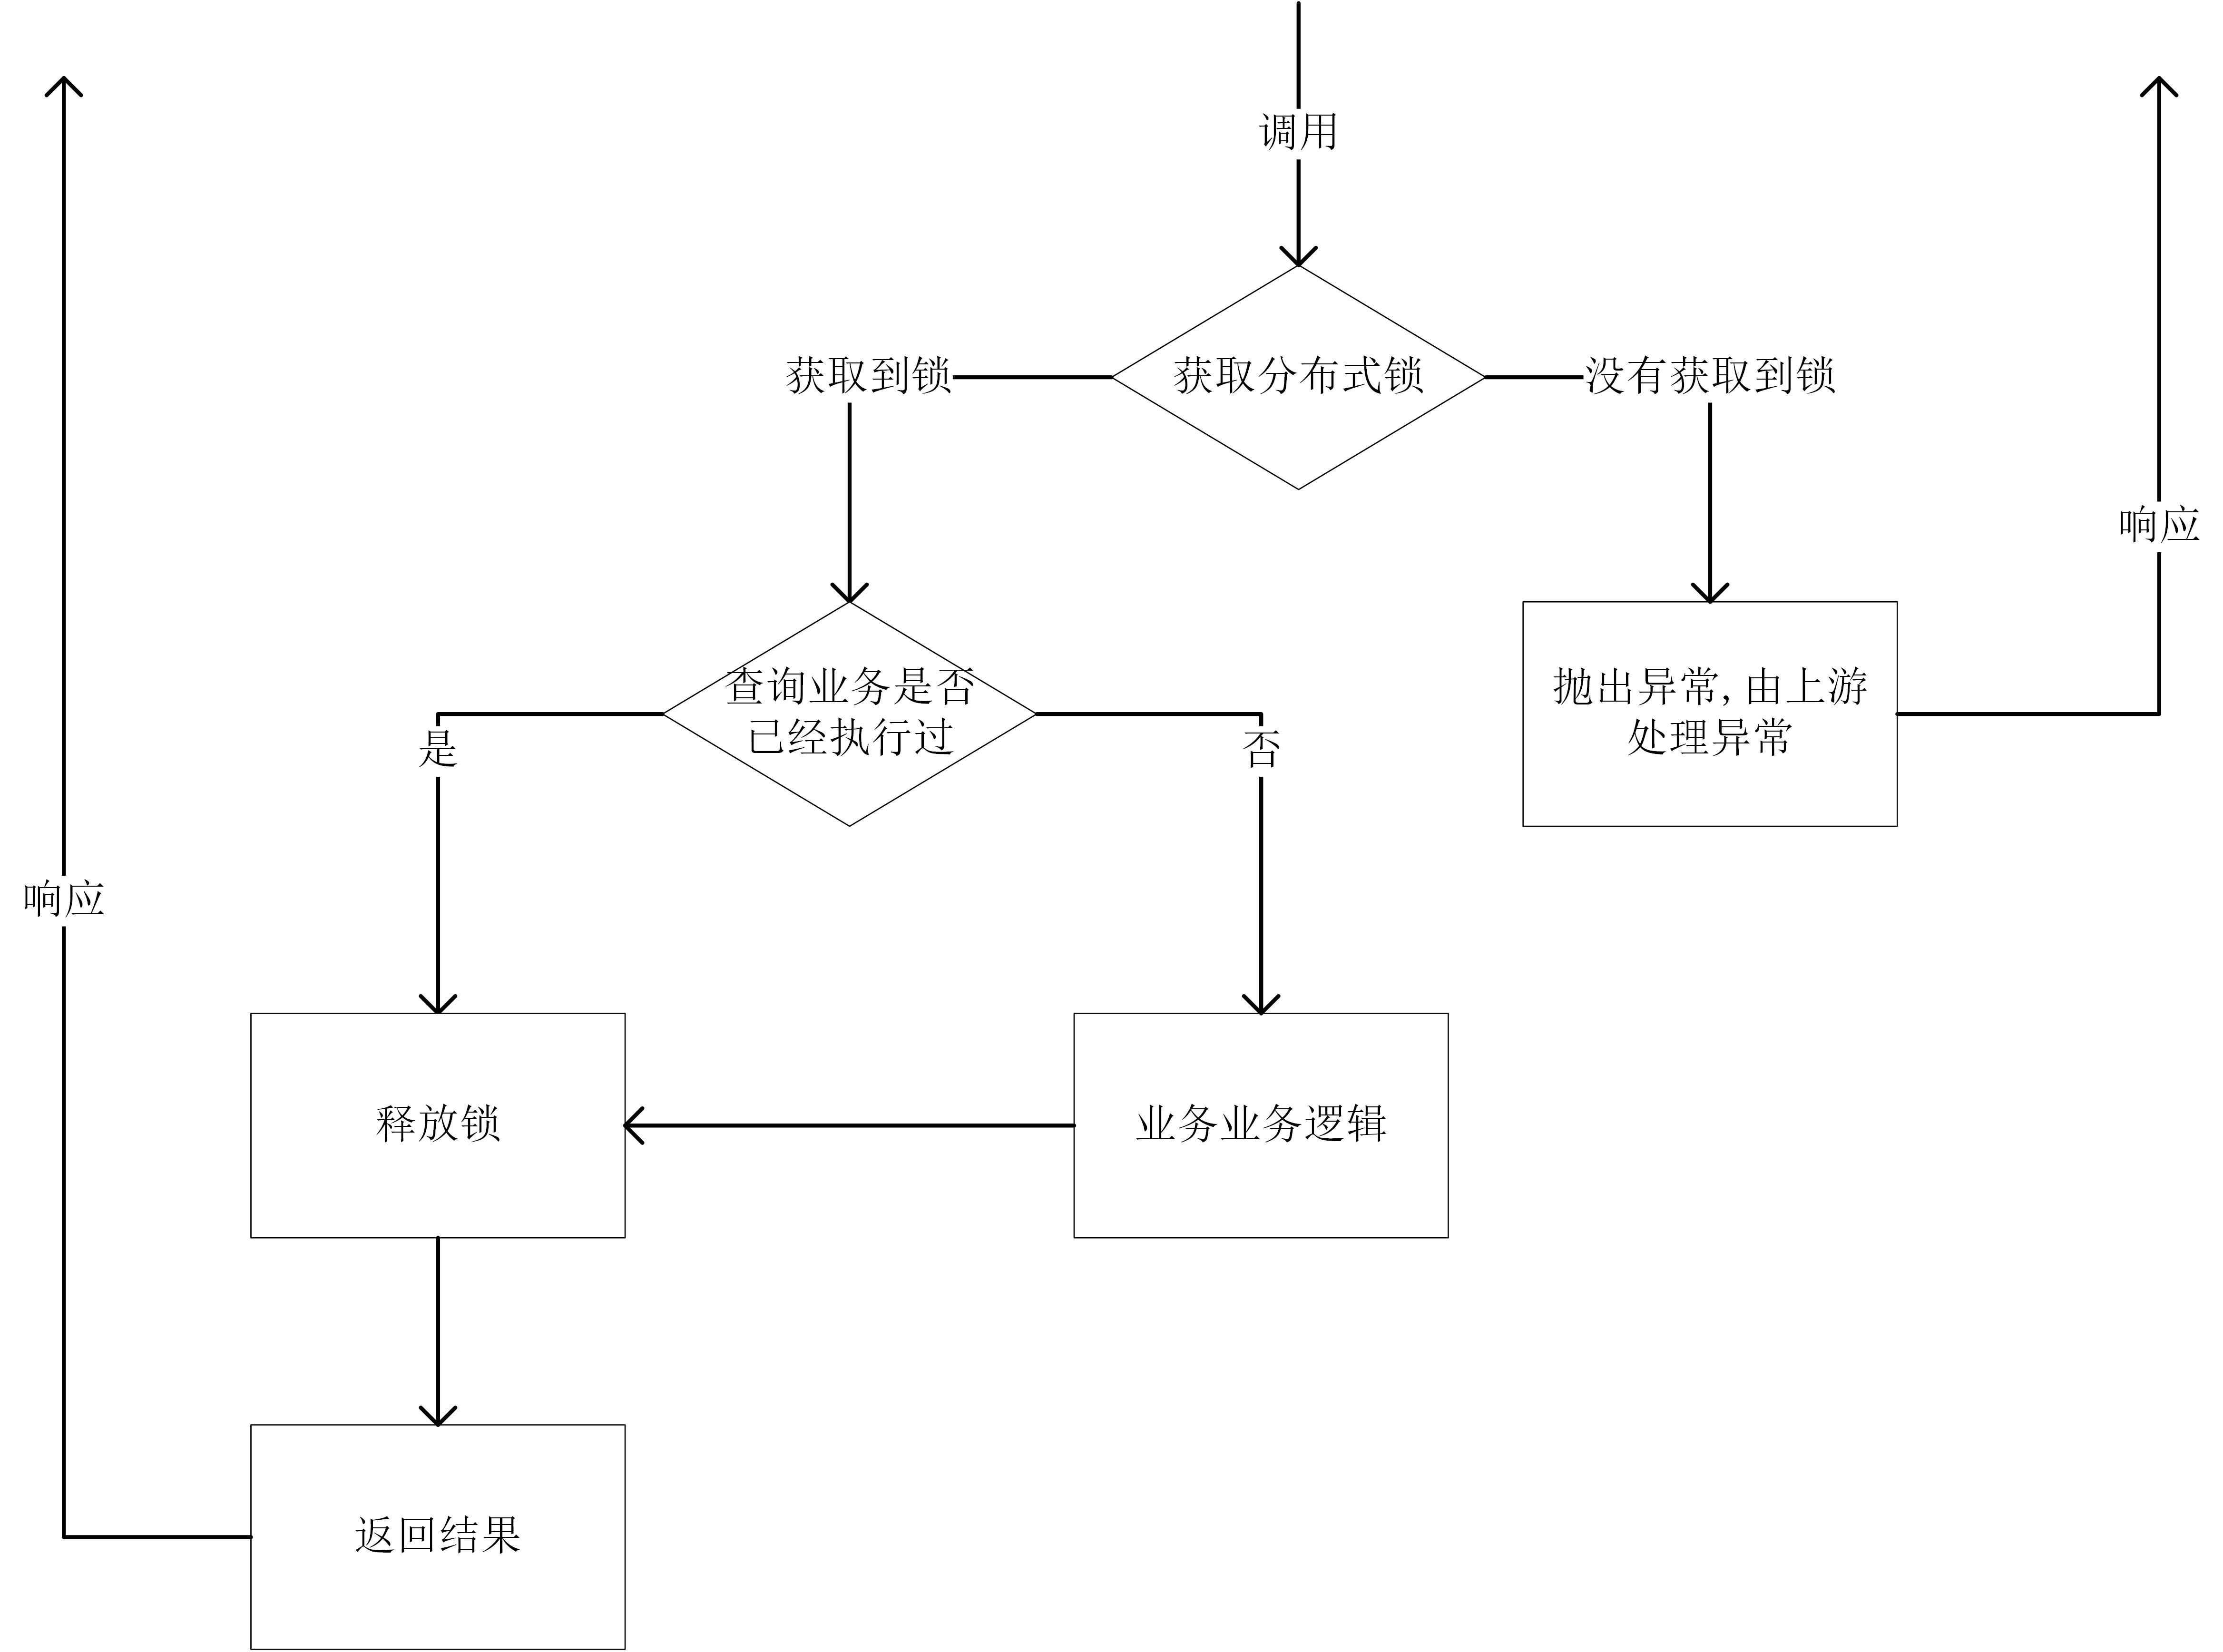 调用
获取到锁
获取分布式锁
没有获取到锁
响应
查询业务是否
已经执行过
抛出异常，由上游
处理异常
是
否
响应
释放锁
业务业务逻辑
返回结果